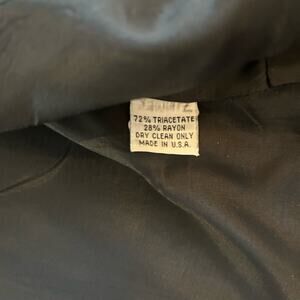 72% TRIACETATE
28% RAYON
DRY CLEAN ONLY
MADE IN U.S.A.